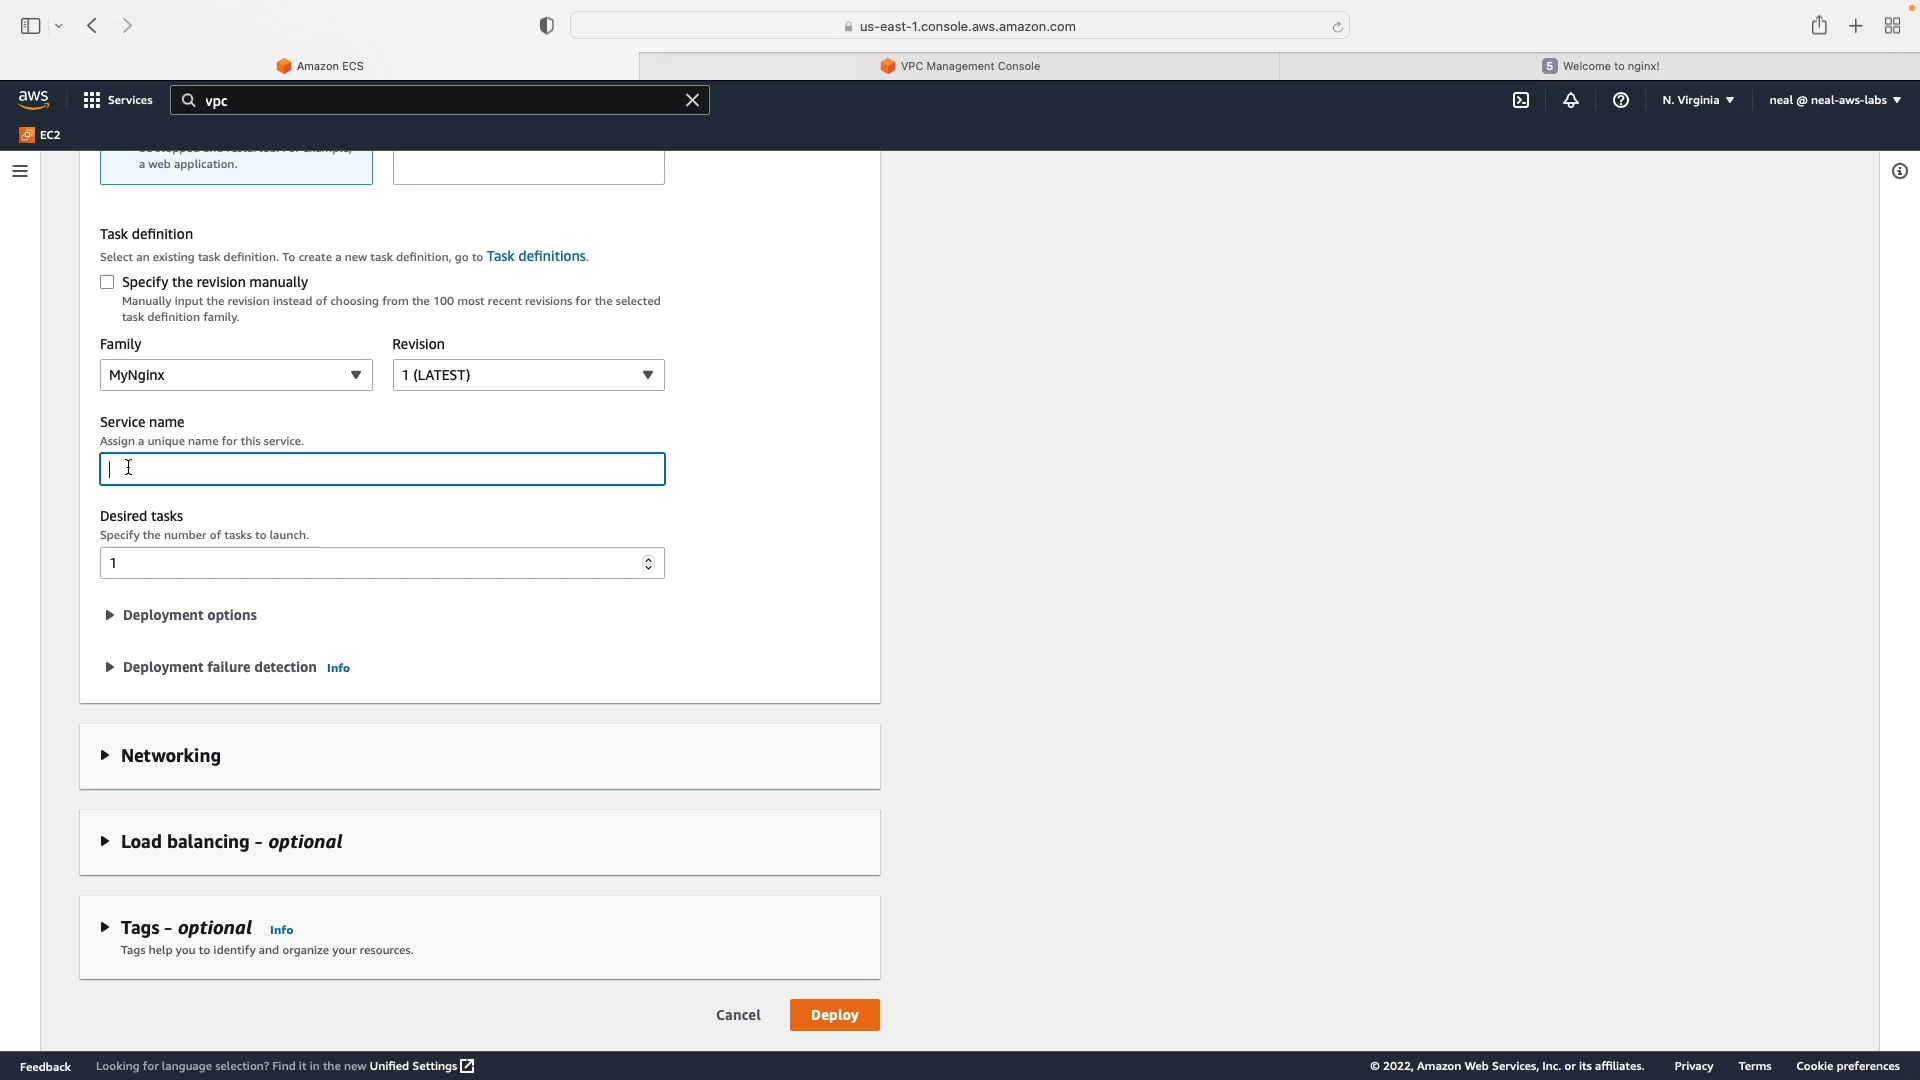 us-east-1.console.aws.amazon.com
Amazon ECS
VPC Management Console
5 Welcome to nginx!
aws
Services
vpc
N. Virginia
neal @ neal-aws-labs
EC2
a web application.
Task definition
Select an existing task definition. To create a new task definition, go to Task definitions.
Specify the revision manually
Manually input the revision instead of choosing from the 100 most recent revisions for the selected
task definition family.
Family
Revision
MyNginx
1 (LATEST)
Service name
Assign a unique name for this service.
Desired tasks
Specify the number of tasks to launch.
1
Deployment options
Deployment failure detection Info
Networking
Load balancing - optional
Tags - optional Info
Tags help you to identify and organize your resources.
Cancel
Deploy
Feedback
Looking for language selection? Find it in the new Unified Settings
© 2022, Amazon Web Services, Inc. or its affiliates.
Privacy
Terms
Cookie preferences